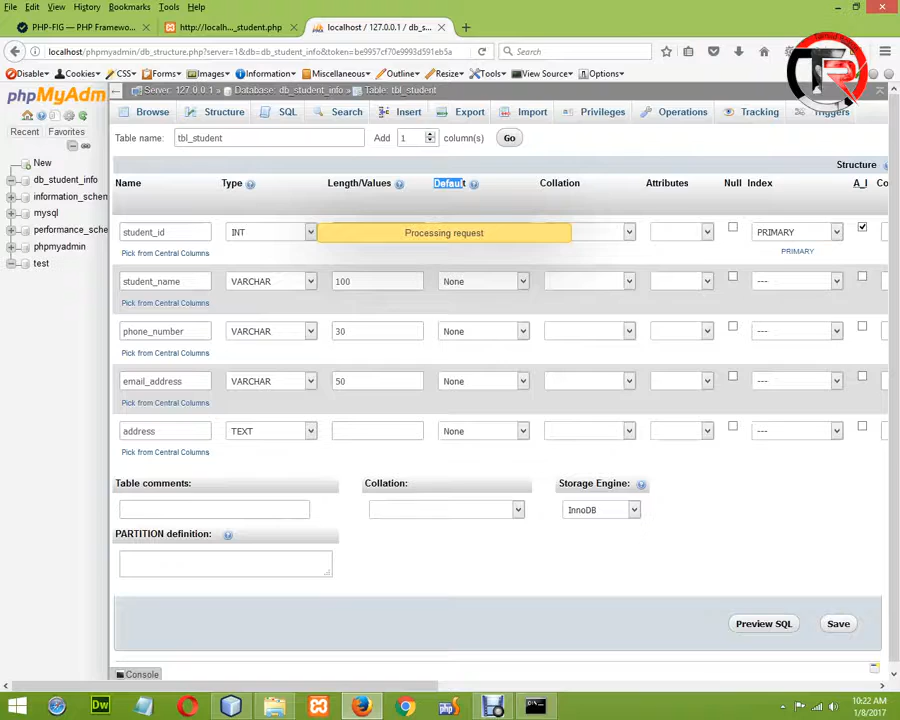 File Edit View History Bookmarks Tools Help
PHP-FIG — PHP Framewo...
http://localh..._student.php
localhost / 127.0.0.1 / db_s...
localhost/phpmyadmin/db_structure.php?server=1&db=db_student_info&token=be9957cf70e9993d591eb5a
Search
Disable Cookies CSS Forms Images Information Miscellaneous Outline Resize Tools View Source Options
TR
phpMyAdm
Server: 127.0.0.1 » Database: db_student_info » Table: tbl_student
Browse Structure SQL Search Insert Export Import Privileges Operations Tracking Triggers
Recent Favorites
Table name: tbl_student Add 1 column(s) Go
New
db_student_info
information_schem
mysql
performance_sche
phpmyadmin
test
Structure
Name Type Length/Values Default Collation Attributes Null Index A_I Co
student_id INT Processing request PRIMARY
Pick from Central Columns PRIMARY
student_name VARCHAR 100 None ---
Pick from Central Columns
phone_number VARCHAR 30 None ---
Pick from Central Columns
email_address VARCHAR 50 None ---
Pick from Central Columns
address TEXT None ---
Pick from Central Columns
Table comments: Collation: Storage Engine:
InnoDB
PARTITION definition:
Preview SQL Save
Console
Dw
10:22 AM
1/8/2017